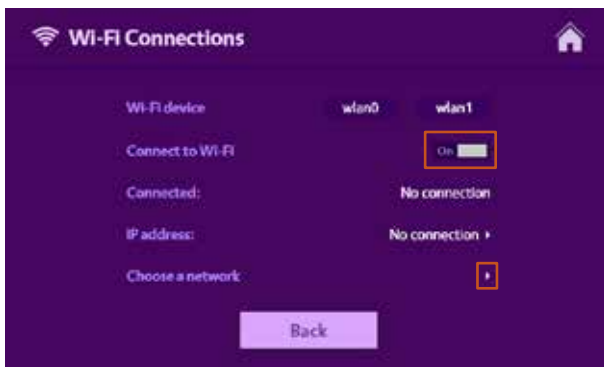 Wi-Fi Connections
Wi-Fi device wlan0 wlan1
Connect to Wi-Fi On
Connected: No connection
IP address: No connection
Choose a network
Back